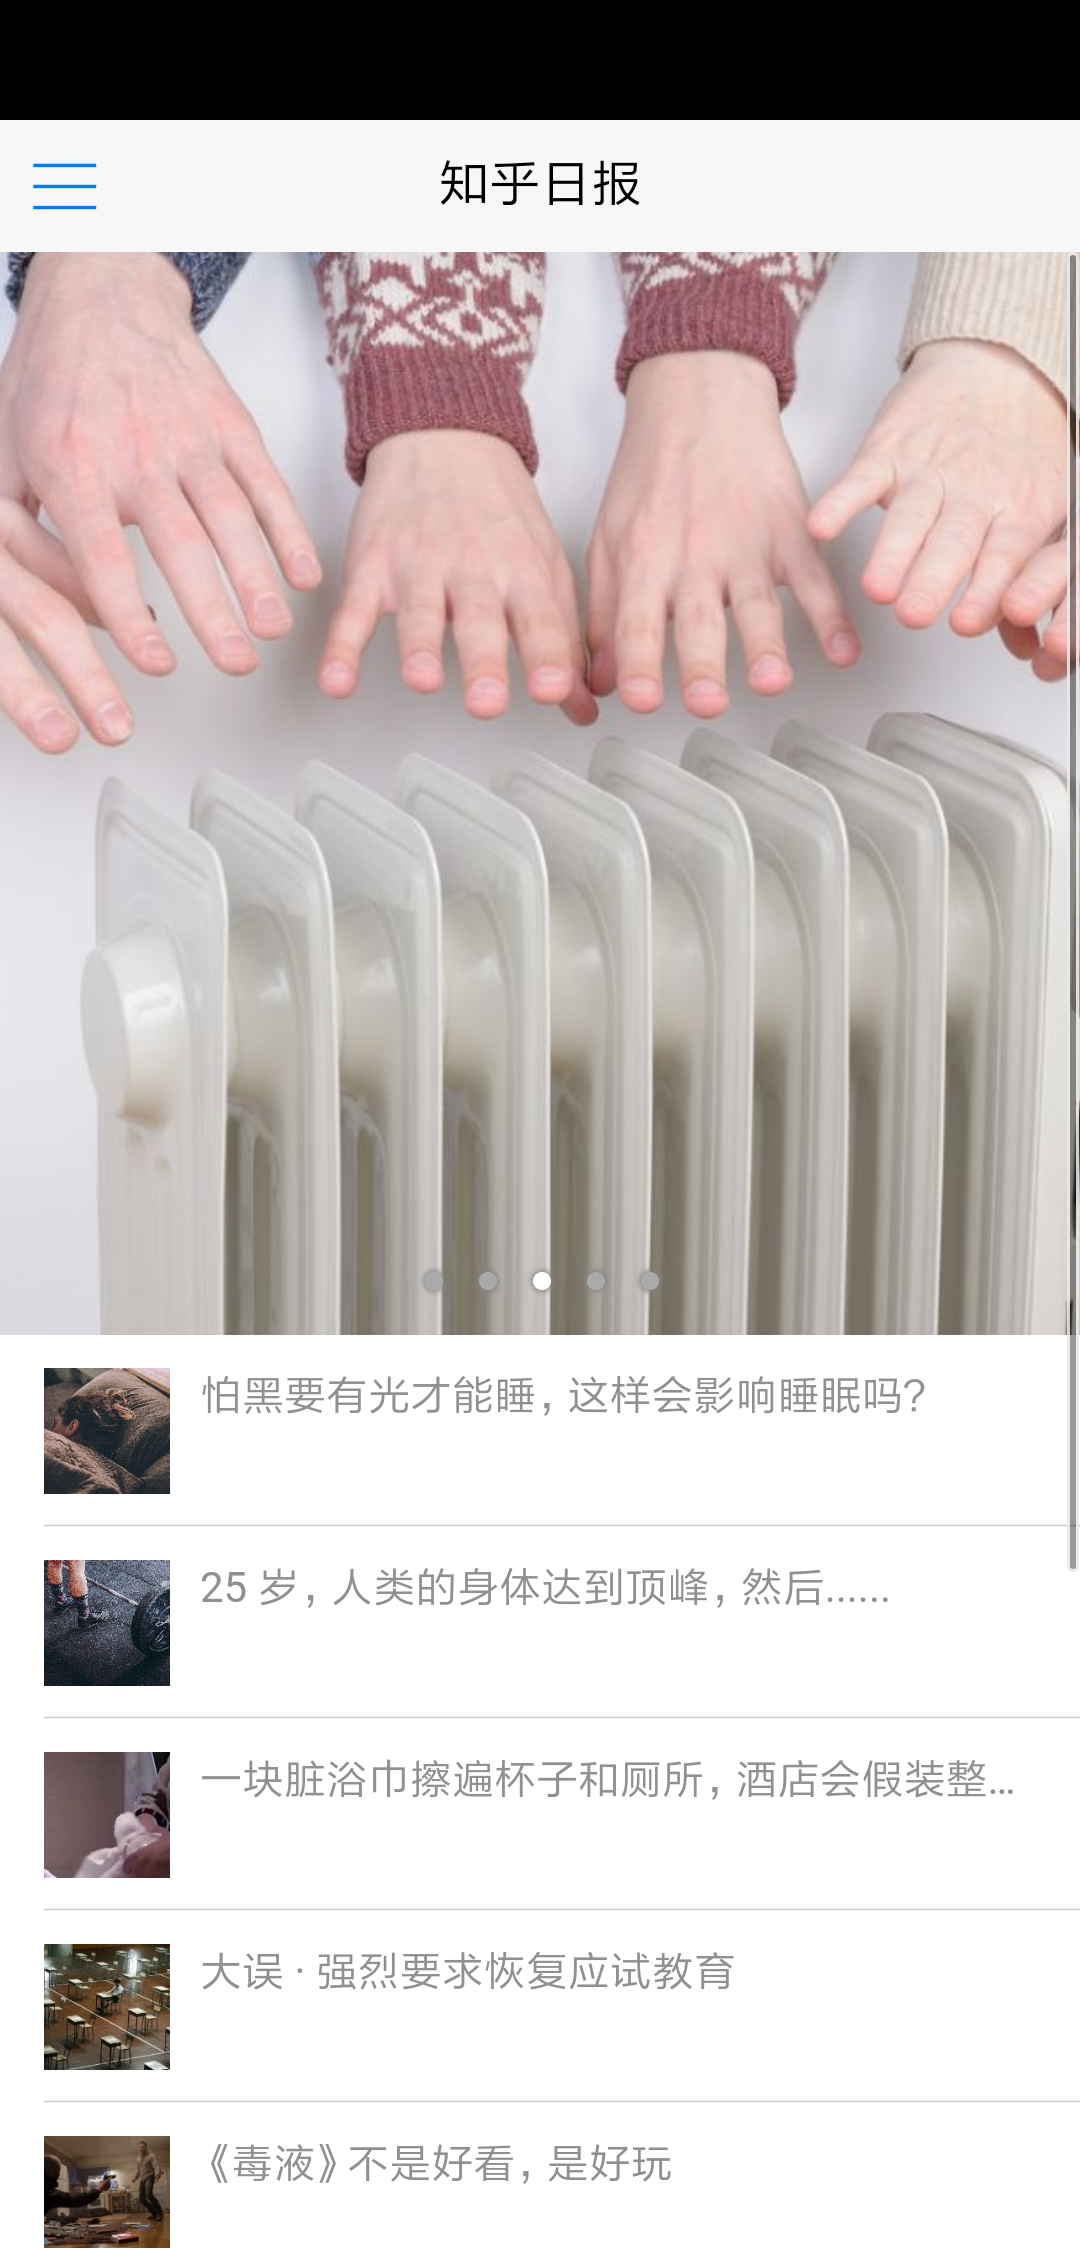 知乎日报
怕黑要有光才能睡，这样会影响睡眠吗？
25 岁，人类的身体达到顶峰，然后……
一块脏浴巾擦遍杯子和厕所，酒店会假装整…
大误 · 强烈要求恢复应试教育
《毒液》不是好看，是好玩